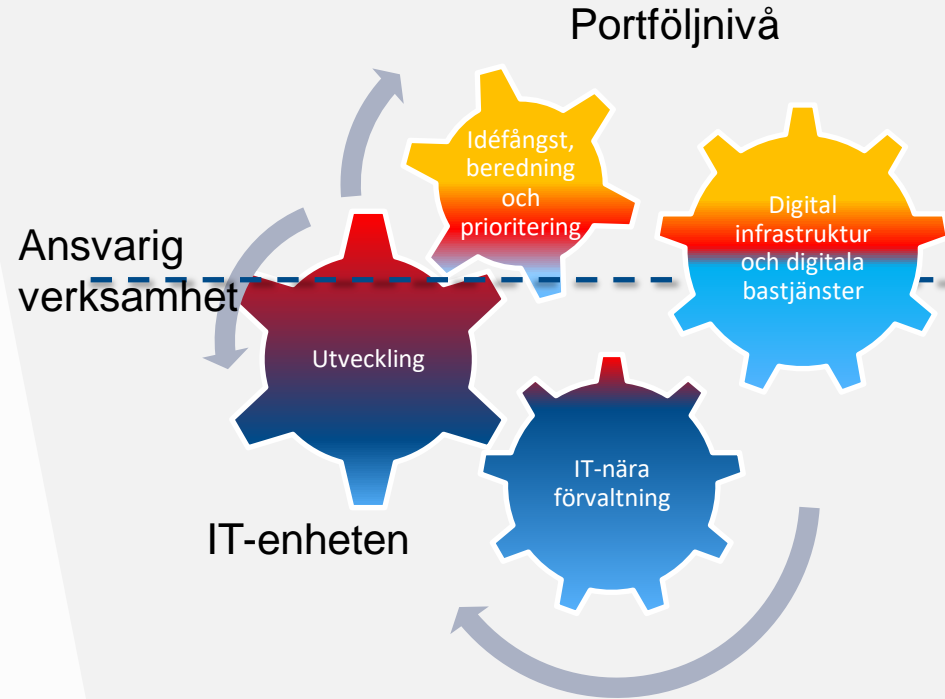 Portföljnivå
Idéfångst,
beredning
och
prioritering
Digital
infrastruktur
och digitala
bastjänster
Ansvarig
verksamhet
Utveckling
IT-nära
förvaltning
IT-enheten